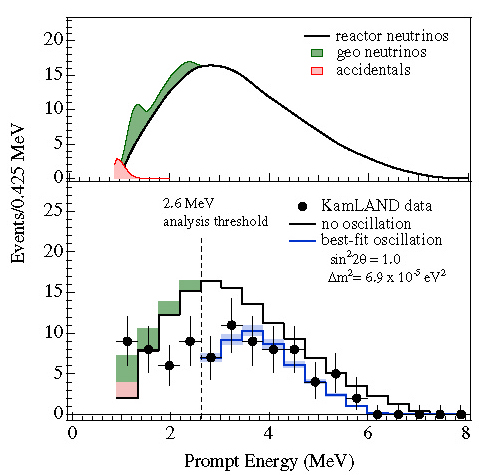 reactor neutrinos
geo neutrinos
accidentals
20
15
10
5
0
Events/0.425 MeV
2.6 MeV
analysis threshold
KamLAND data
no oscillation
best-fit oscillation
sin²2θ = 1.0
Δm²= 6.9 x 10⁻⁵ eV²
25
20
15
10
5
0
0 2 4 6 8
Prompt Energy (MeV)